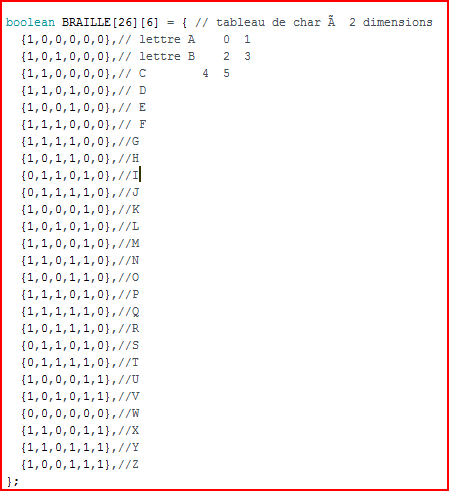 boolean BRAILLE[26][6] = { // tableau de char Ã  2 dimensions
{1,0,0,0,0,0},// lettre A    0  1
{1,0,1,0,0,0},// lettre B    2  3
{1,1,0,0,0,0},// C        4  5
{1,1,0,1,0,0},// D
{1,0,0,1,0,0},// E
{1,1,1,0,0,0},// F
{1,1,1,1,0,0},//G
{1,0,1,1,0,0},//H
{0,1,1,0,1,0},//I
{0,1,1,1,1,0},//J
{1,0,0,0,1,0},//K
{1,0,1,0,1,0},//L
{1,1,0,0,1,0},//M
{1,1,0,1,1,0},//N
{1,0,0,1,1,0},//O
{1,1,1,0,1,0},//P
{1,1,1,1,1,0},//Q
{1,0,1,1,1,0},//R
{0,1,1,0,1,0},//S
{0,1,1,1,1,0},//T
{1,0,0,0,1,1},//U
{1,0,1,0,1,1},//V
{0,0,0,0,0,0},//W
{1,1,0,0,1,1},//X
{1,1,0,1,1,1},//Y
{1,0,0,1,1,1},//Z
};